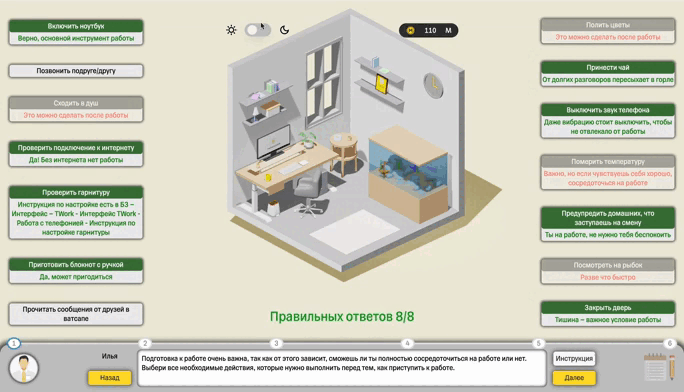 Включить ноутбук
Верно, основной инструмент работы
Позвонить подруге/другу
Сходить в душ
Это можно сделать после работы
Проверить подключение к интернету
Да! Без интернета нет работы
Проверить гарнитуру
Инструкция по настройке есть в БЗ –
Интерфейс – TWork - Интерфейс TWork -
Работа с телефонией - Инструкция по
настройке гарнитуры
Приготовить блокнот с ручкой
Да, может пригодиться
Прочитать сообщения от друзей в
ватсапе
110 М
Правильных ответов 8/8
Полить цветы
Это можно сделать после работы
Принести чай
От долгих разговоров пересыхает в горле
Выключить звук телефона
Даже вибрацию стоит выключить, чтобы
не отвлекало от работы
Померить температуру
Важно, но если чувствуешь себя хорошо,
сосредоточься на работе
Предупредить домашних, что
заступаешь на смену
Ты на работе, не нужно тебя беспокоить
Посмотреть на рыбок
Разве что быстро
Закрыть дверь
Тишина – важное условие работы
1 2 3 4 5 6
Илья
Назад
Подготовка к работе очень важна, так как от этого зависит, сможешь ли ты полностью сосредоточиться на работе или нет.
Выбери все необходимые действия, которые нужно выполнить перед тем, как приступить к работе.
Инструкция
Далее